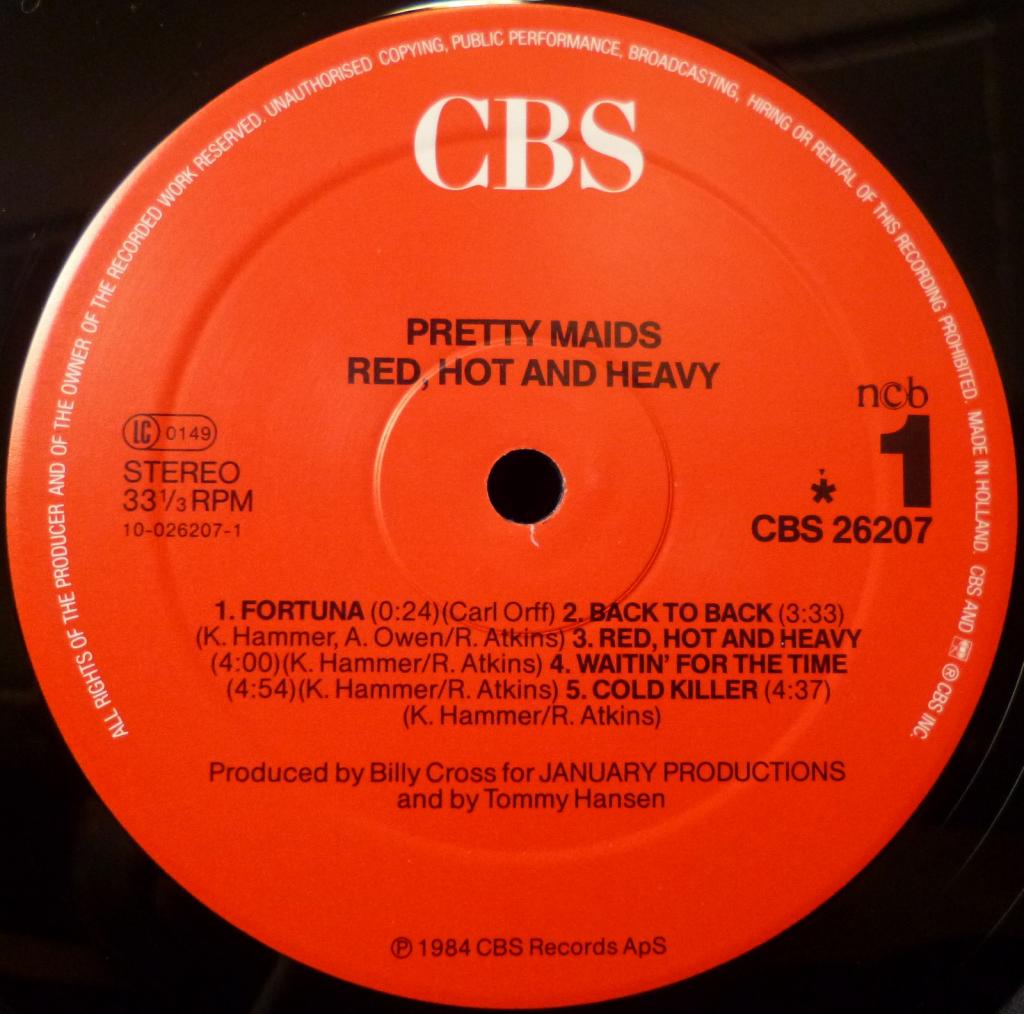 ALL RIGHTS OF THE PRODUCER AND OF THE OWNER OF THE RECORDED WORK RESERVED. UNAUTHORISED COPYING, PUBLIC PERFORMANCE, BROADCASTING, HIRING OR RENTAL OF THIS RECORDING PROHIBITED. MADE IN HOLLAND. CBS AND ® CBS INC.
CBS
PRETTY MAIDS
RED, HOT AND HEAVY
LC 0149
STEREO
33 1/3 RPM
10-026207-1
ncb
1
*
CBS 26207
1. FORTUNA (0:24)(Carl Orff) 2. BACK TO BACK (3:33)
(K. Hammer, A. Owen/R. Atkins) 3. RED, HOT AND HEAVY
(4:00)(K. Hammer/R. Atkins) 4. WAITIN' FOR THE TIME
(4:54)(K. Hammer/R. Atkins) 5. COLD KILLER (4:37)
(K. Hammer/R. Atkins)
Produced by Billy Cross for JANUARY PRODUCTIONS
and by Tommy Hansen
℗ 1984 CBS Records ApS